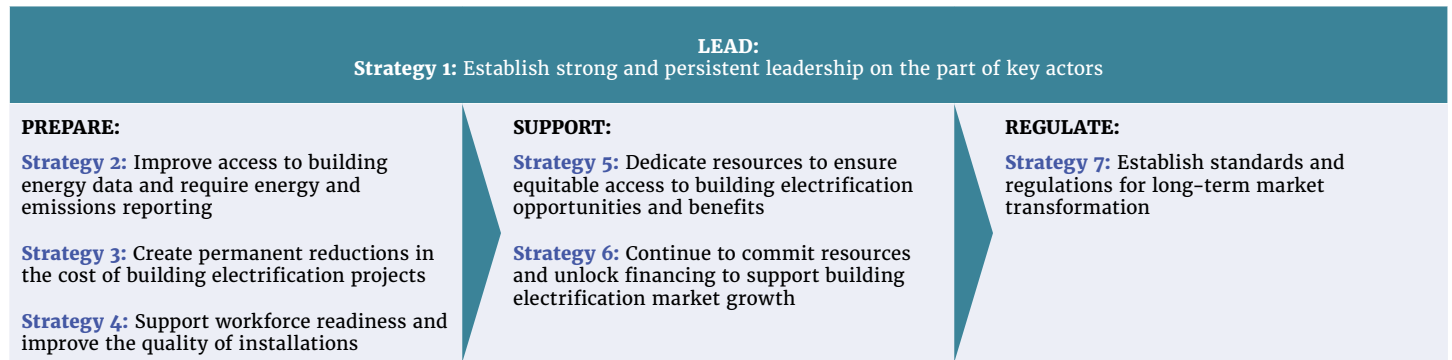 LEAD:
Strategy 1: Establish strong and persistent leadership on the part of key actors
PREPARE:
Strategy 2: Improve access to building
energy data and require energy and
emissions reporting
Strategy 3: Create permanent reductions in
the cost of building electrification projects
Strategy 4: Support workforce readiness and
improve the quality of installations
SUPPORT:
Strategy 5: Dedicate resources to ensure
equitable access to building electrification
opportunities and benefits
Strategy 6: Continue to commit resources
and unlock financing to support building
electrification market growth
REGULATE:
Strategy 7: Establish standards and
regulations for long-term market
transformation